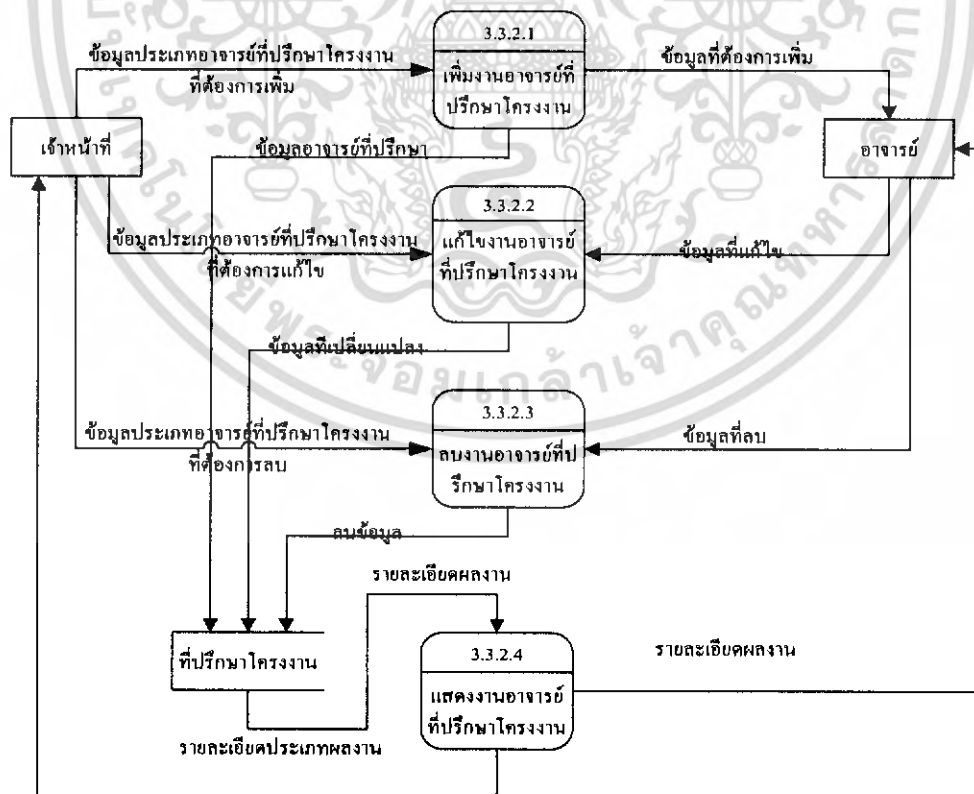 3.3.2.1
ข้อมูลประเภทอาจารย์ที่ปรึกษาโครงงาน
ที่ต้องการเพิ่ม
เพิ่มงานอาจารย์ที่
ปรึกษาโครงงาน
ข้อมูลที่ต้องการเพิ่ม
เจ้าหน้าที่
ข้อมูลอาจารย์ที่ปรึกษา
อาจารย์
3.3.2.2
ข้อมูลประเภทอาจารย์ที่ปรึกษาโครงงาน
ที่ต้องการแก้ไข
แก้ไขงานอาจารย์
ที่ปรึกษาโครงงาน
ข้อมูลที่แก้ไข
ข้อมูลที่เปลี่ยนแปลง
พระจอมเกล้าเจ้าคุณทหาร
3.3.2.3
ข้อมูลประเภทอาจารย์ที่ปรึกษาโครงงาน
ที่ต้องการลบ
ลบงานอาจารย์ที่ป
รึกษาโครงงาน
ข้อมูลที่ลบ
ลบข้อมูล
รายละเอียดผลงาน
ที่ปรึกษาโครงงาน
3.3.2.4
แสดงงานอาจารย์
ที่ปรึกษาโครงงาน
รายละเอียดผลงาน
รายละเอียดประเภทผลงาน